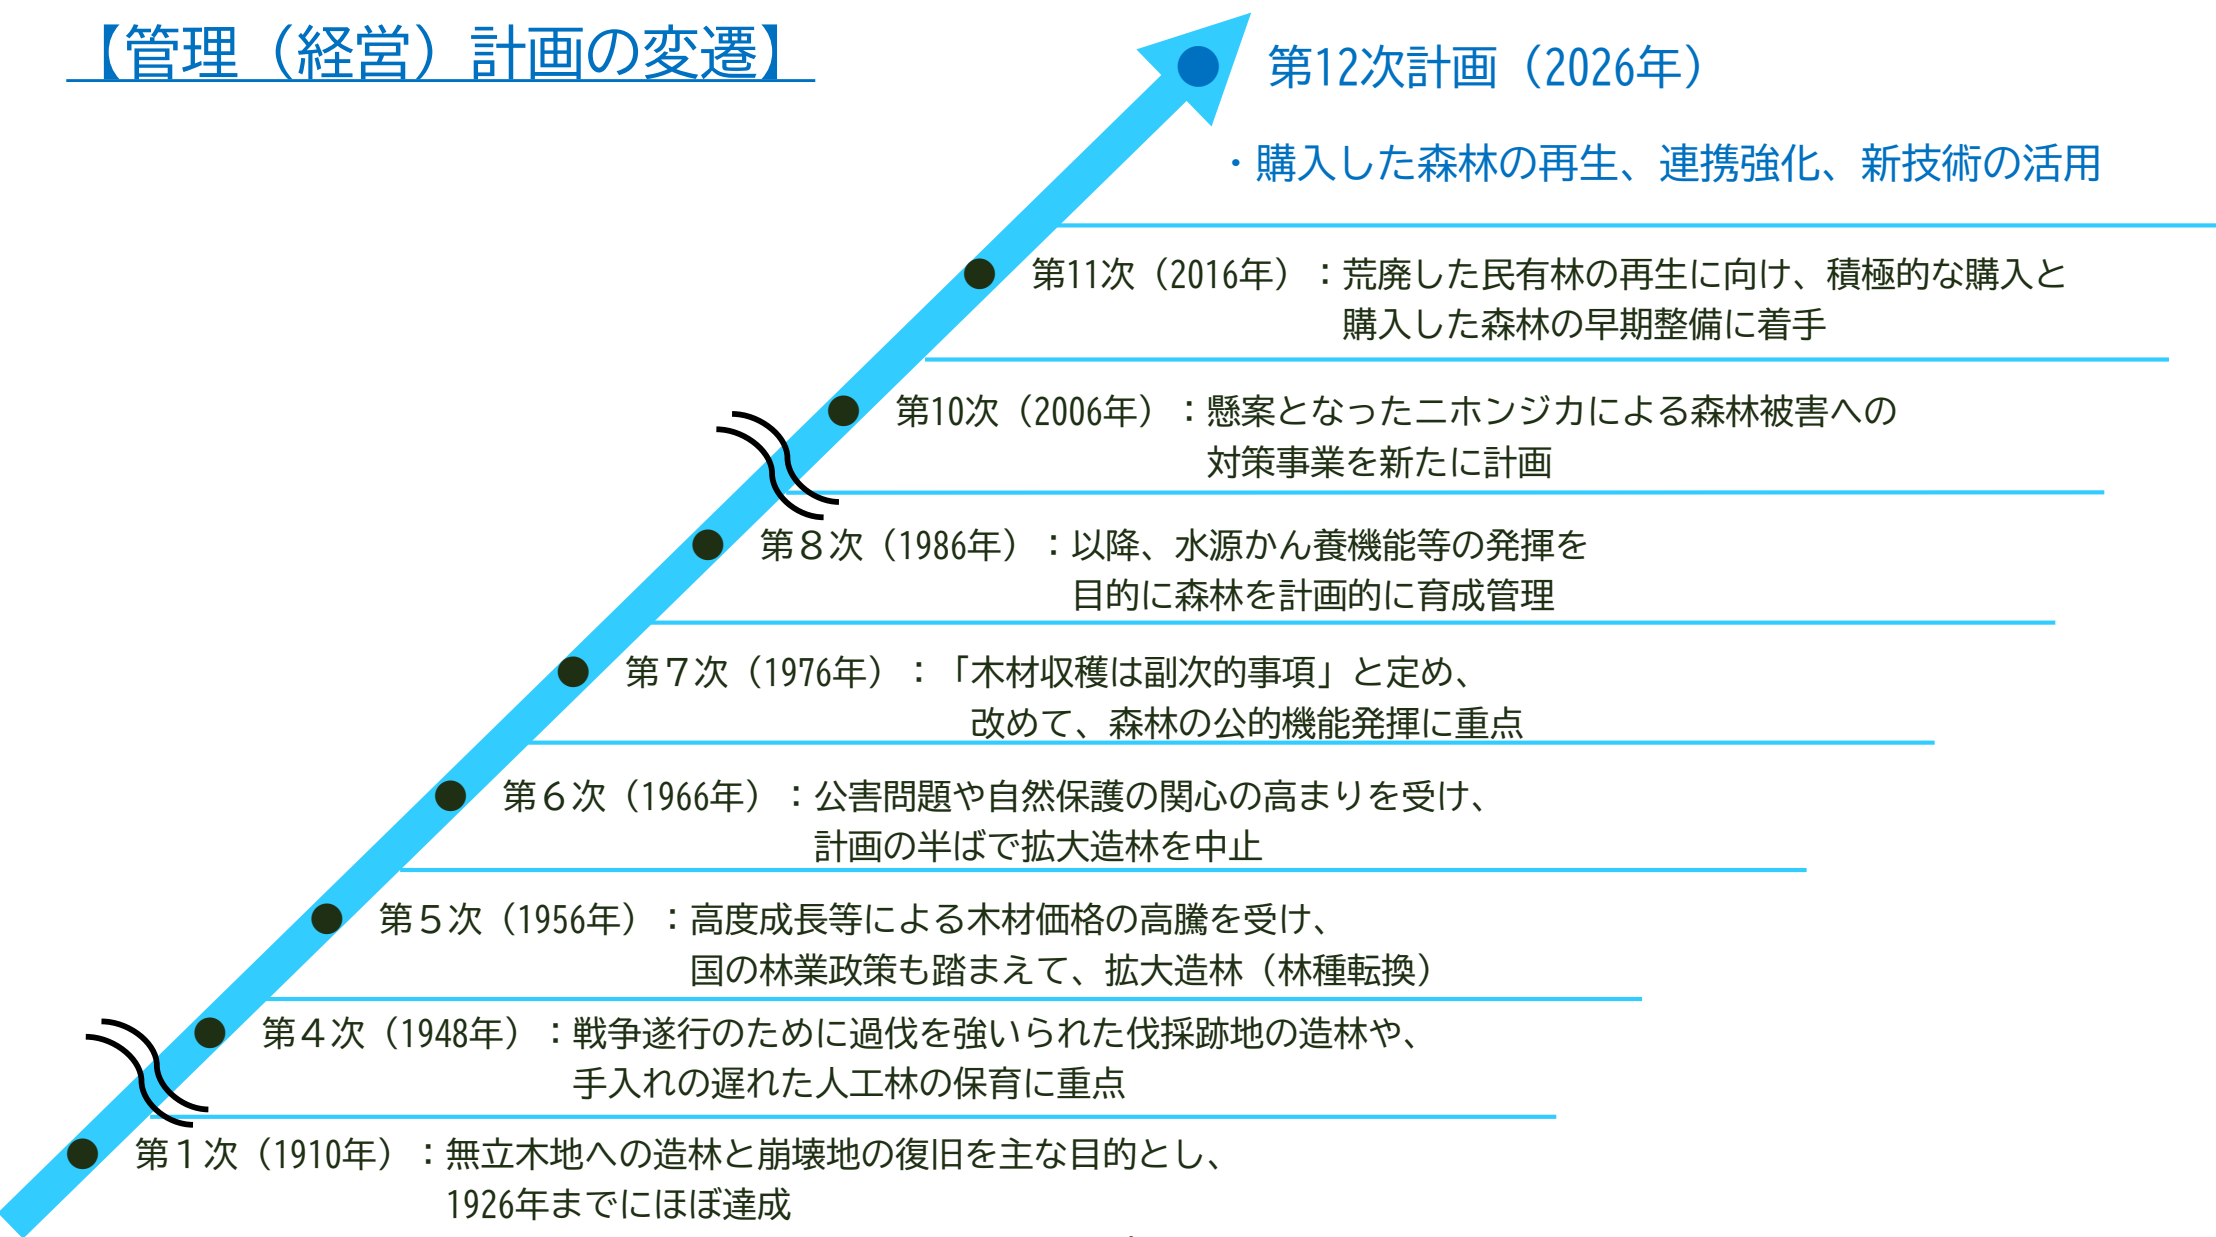 【管理（経営）計画の変遷】
第12次計画（2026年）
・購入した森林の再生、連携強化、新技術の活用
第11次（2016年）：荒廃した民有林の再生に向け、積極的な購入と
購入した森林の早期整備に着手
第10次（2006年）：懸案となったニホンジカによる森林被害への
対策事業を新たに計画
第８次（1986年）：以降、水源かん養機能等の発揮を
目的に森林を計画的に育成管理
第７次（1976年）：「木材収穫は副次的事項」と定め、
改めて、森林の公的機能発揮に重点
第６次（1966年）：公害問題や自然保護の関心の高まりを受け、
計画の半ばで拡大造林を中止
第５次（1956年）：高度成長等による木材価格の高騰を受け、
国の林業政策も踏まえて、拡大造林（林種転換）
第４次（1948年）：戦争遂行のために過伐を強いられた伐採跡地の造林や、
手入れの遅れた人工林の保育に重点
第１次（1910年）：無立木地への造林と崩壊地の復旧を主な目的とし、
1926年までにほぼ達成